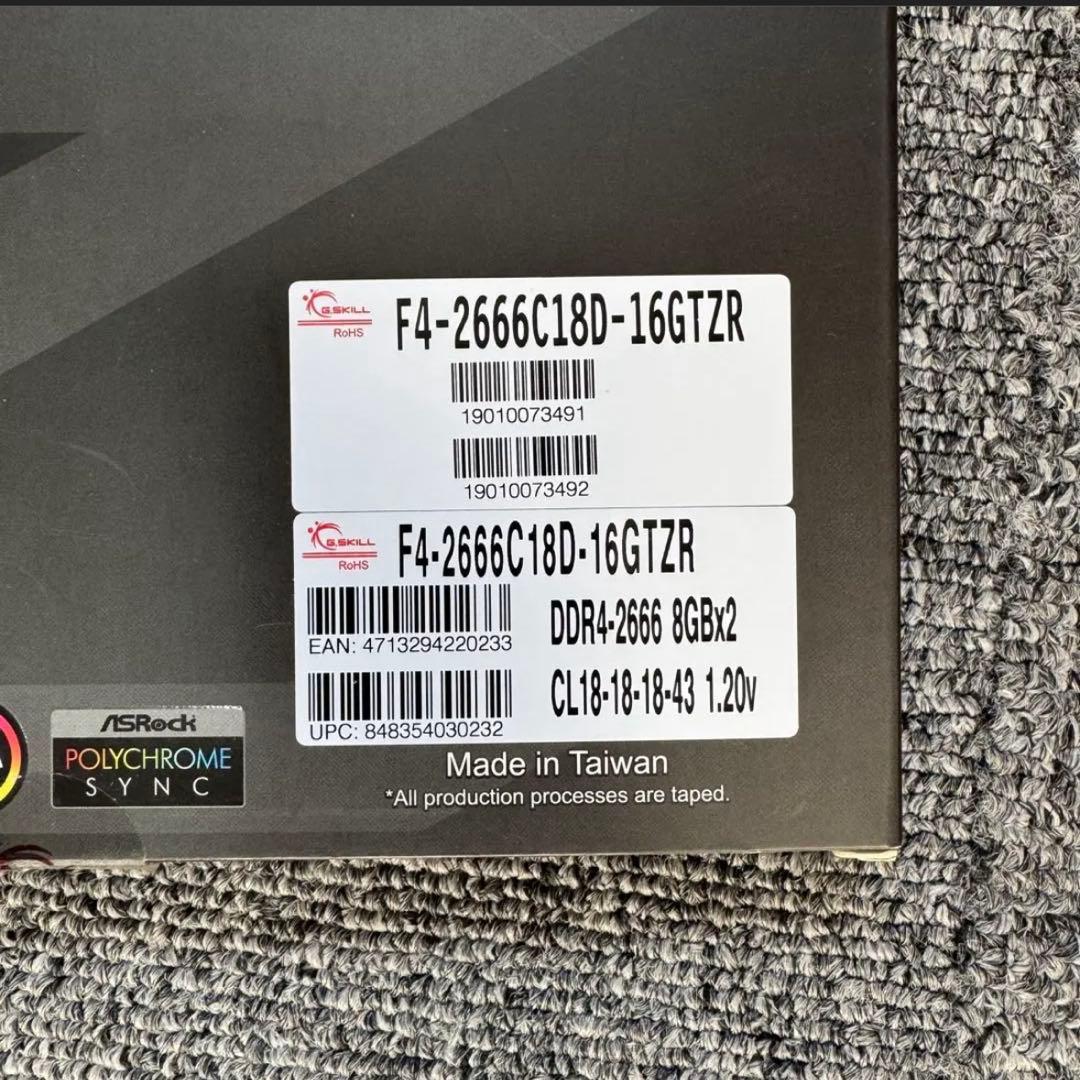 G.SKILL
RoHS
F4-2666C18D-16GTZR
19010073491
19010073492
G.SKILL
RoHS
F4-2666C18D-16GTZR
EAN: 4713294220233
DDR4-2666 8GBx2
UPC: 848354030232
CL18-18-18-43 1.20v
ASRock
POLYCHROME
SYNC
Made in Taiwan
*All production processes are taped.